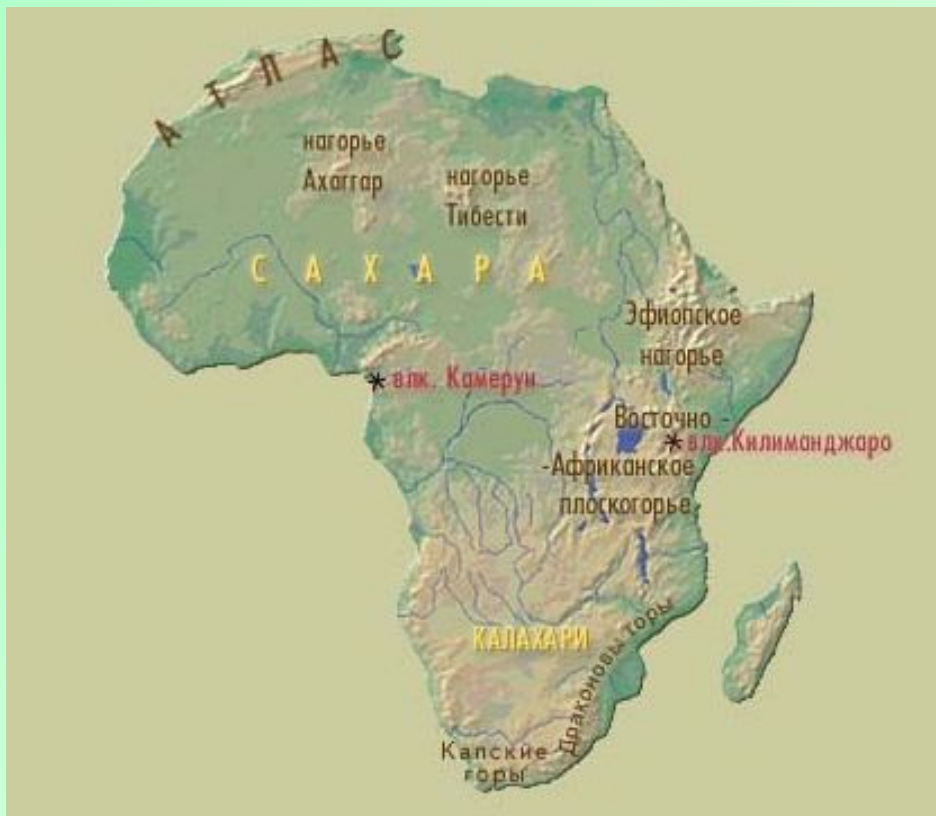 АТЛАС
нагорье
Ахаггар
нагорье
Тибести
САХАРА
Эфиопское
нагорье
влк. Камерун
Восточно -
влк.Килиманджаро
-Африканское
плоскогорье
КАЛАХАРИ
Драконовы горы
Капские
горы